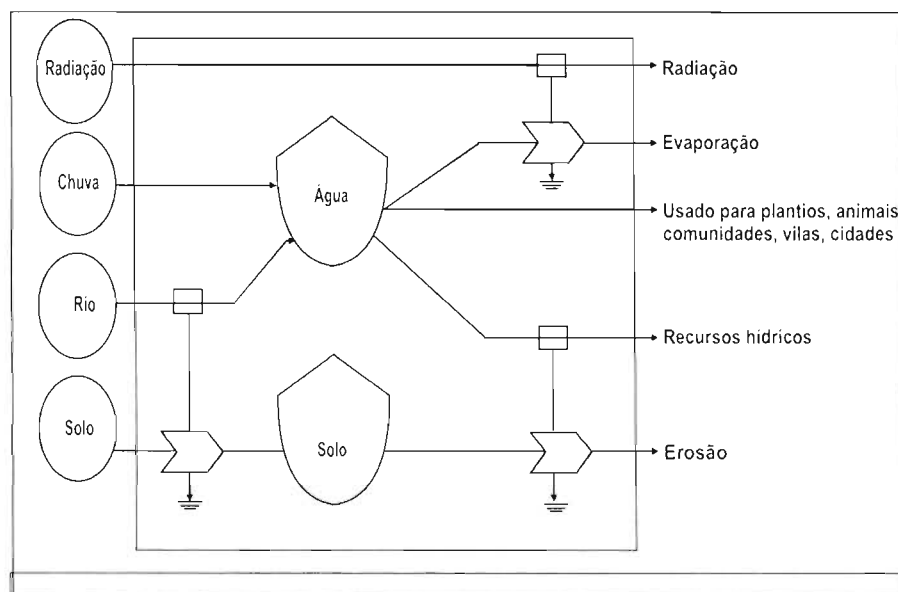 Radiação
Radiação
Evaporação
Chuva
Água
Usado para plantios, animais
comunidades, vilas, cidades
Rio
Recursos hídricos
Solo
Solo
Erosão